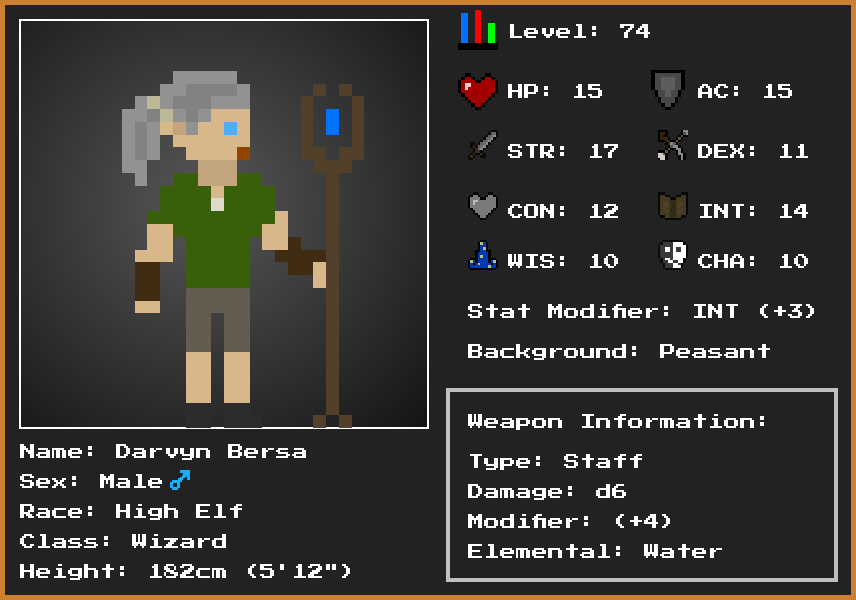 Level: 74
HP: 15 AC: 15
STR: 17 DEX: 11
CON: 12 INT: 14
WIS: 10 CHA: 10
Stat Modifier: INT (+3)
Background: Peasant
Weapon Information:
Type: Staff
Damage: d6
Modifier: (+4)
Elemental: Water
Name: Darvyn Bersa
Sex: Male♂
Race: High Elf
Class: Wizard
Height: 182cm (5'12")